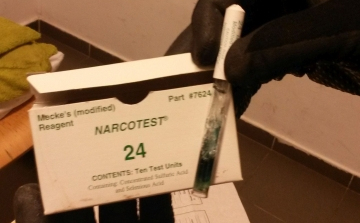 Mecke's (modified) Part #7624
Reagent
NARCOTEST®
24
CONTENTS: Ten Test Units
Containing: Concentrated Sulfuric Acid
and Selenious Acid